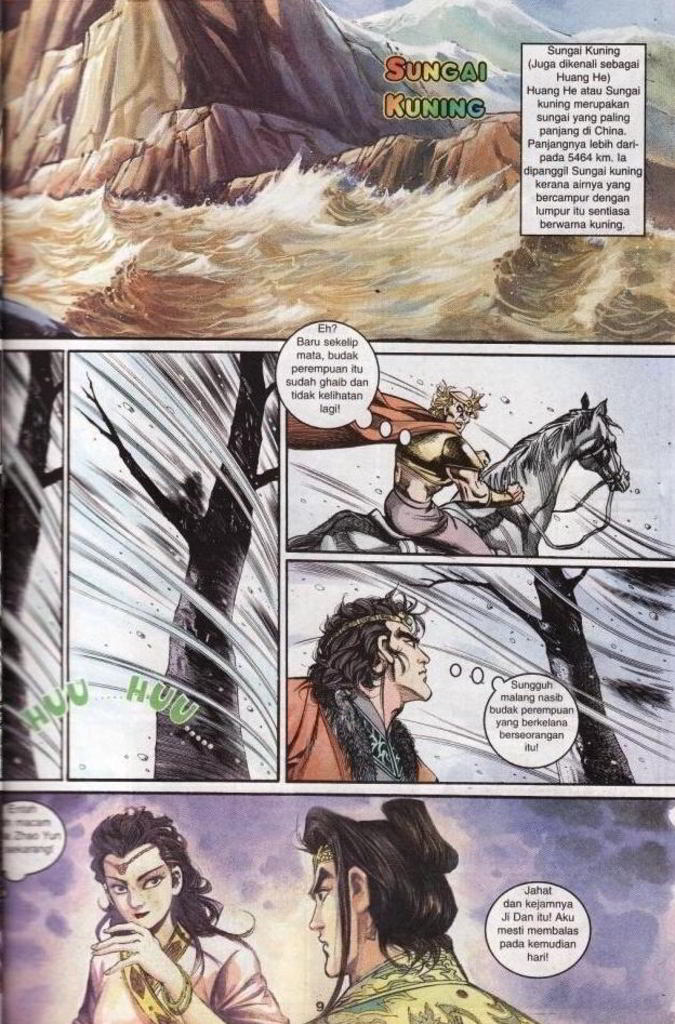 SUNGAI
KUNING
Sungai Kuning
(Juga dikenali sebagai
Huang He)
Huang He atau Sungai
kuning merupakan
sungai yang paling
panjang di China.
Panjangnya lebih dari-
pada 5464 km. Ia
dipanggil Sungai kuning
kerana airnya yang
bercampur dengan
lumpur itu sentiasa
berwarna kuning.
Eh?
Baru sekelip
mata, budak
perempuan itu
sudah ghaib dan
tidak kelihatan
lagi!
HUU...... HUU.....
Sungguh
malang nasib
budak perempuan
yang berkelana
berseorangan
itu!
macam
Zhao Yun
sekarang!
Jahat
dan kejamnya
Ji Dan itu! Aku
mesti membalas
pada kemudian
hari!
9